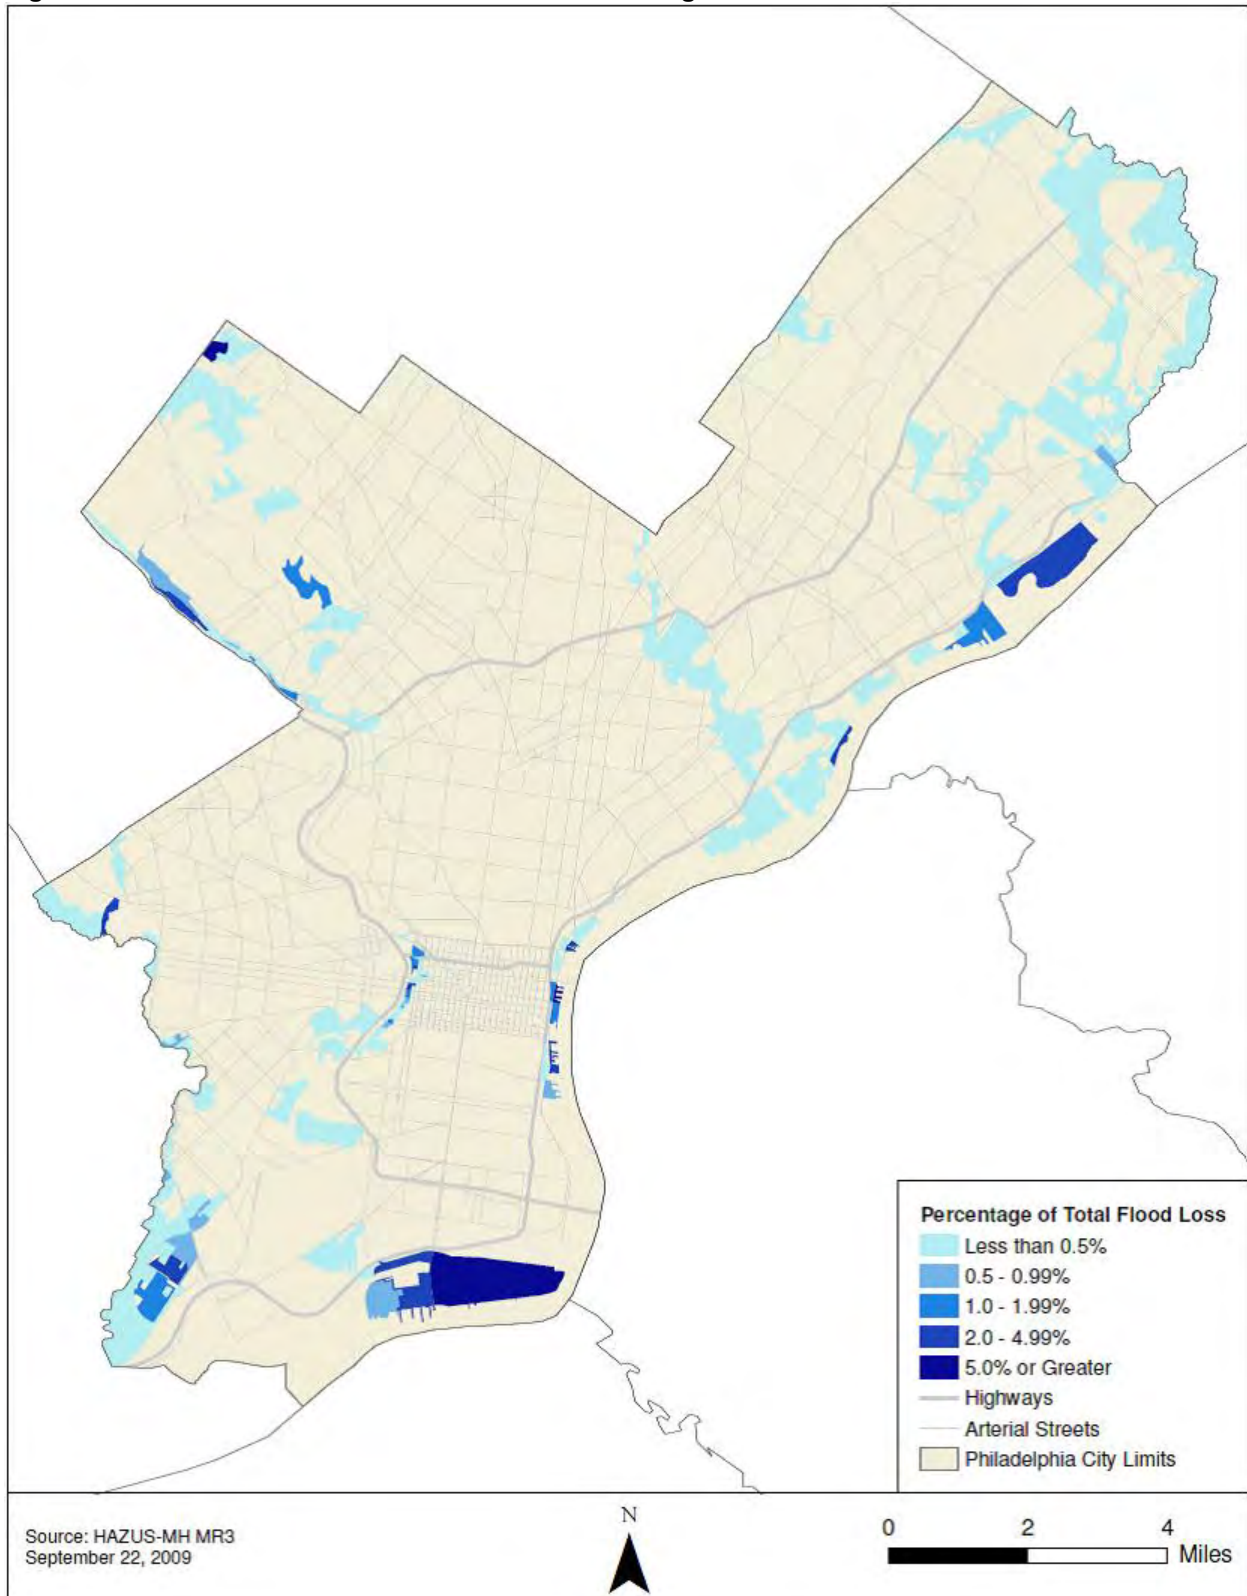 Percentage of Total Flood Loss
Less than 0.5%
0.5 - 0.99%
1.0 - 1.99%
2.0 - 4.99%
5.0% or Greater
Highways
Arterial Streets
Philadelphia City Limits
Source: HAZUS-MH MR3
September 22, 2009
N
0 2 4
Miles